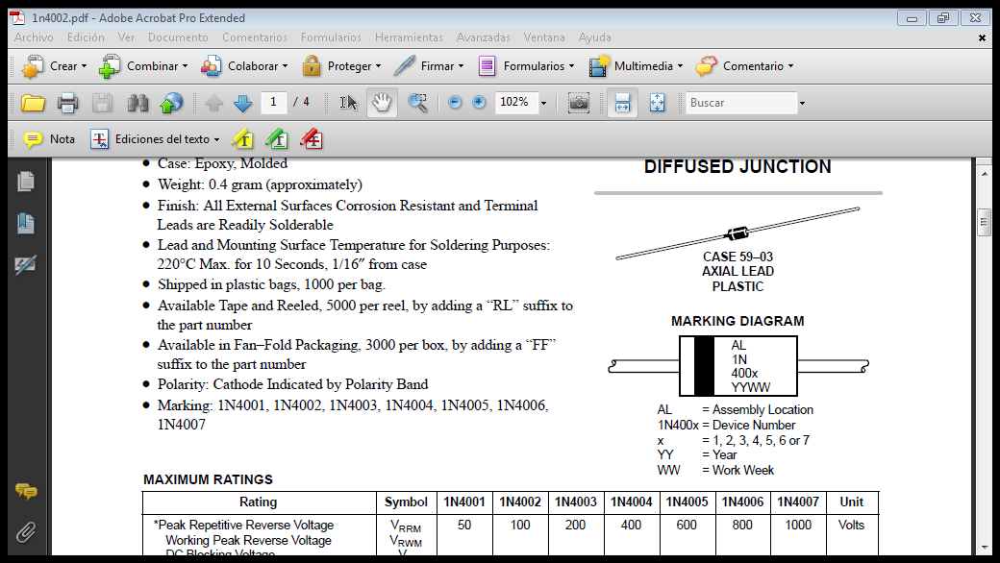 1n4002.pdf - Adobe Acrobat Pro Extended
Archivo Edición Ver Documento Comentarios Formularios Herramientas Avanzadas Ventana Ayuda
Crear Combinar Colaborar Proteger Firmar Formularios Multimedia Comentario
1 / 4 102% Buscar
Nota Ediciones del texto
• Case: Epoxy, Molded
• Weight: 0.4 gram (approximately)
• Finish: All External Surfaces Corrosion Resistant and Terminal
Leads are Readily Solderable
• Lead and Mounting Surface Temperature for Soldering Purposes:
220°C Max. for 10 Seconds, 1/16″ from case
• Shipped in plastic bags, 1000 per bag.
• Available Tape and Reeled, 5000 per reel, by adding a “RL” suffix to
the part number
• Available in Fan–Fold Packaging, 3000 per box, by adding a “FF”
suffix to the part number
• Polarity: Cathode Indicated by Polarity Band
• Marking: 1N4001, 1N4002, 1N4003, 1N4004, 1N4005, 1N4006,
1N4007
DIFFUSED JUNCTION
CASE 59–03
AXIAL LEAD
PLASTIC
MARKING DIAGRAM
AL
1N
400x
YYWW
AL = Assembly Location
1N400x = Device Number
x = 1, 2, 3, 4, 5, 6 or 7
YY = Year
WW = Work Week
MAXIMUM RATINGS
Rating Symbol 1N4001 1N4002 1N4003 1N4004 1N4005 1N4006 1N4007 Unit
*Peak Repetitive Reverse Voltage VRRM 50 100 200 400 600 800 1000 Volts
Working Peak Reverse Voltage VRWM
DC Blocking Voltage